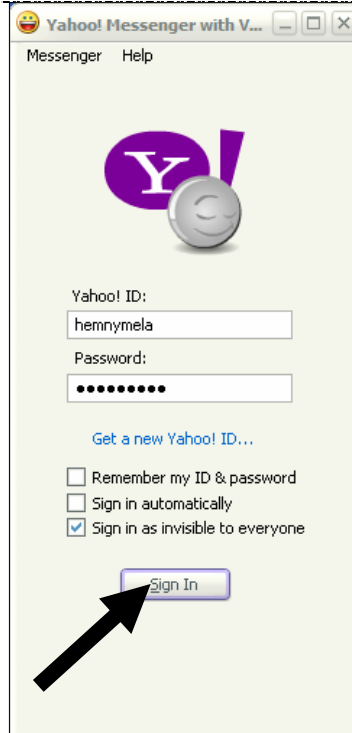 Yahoo! Messenger with V...
Messenger Help
Y!
Yahoo! ID:
hemnymela
Password:
•••••••••
Get a new Yahoo! ID...
Remember my ID & password
Sign in automatically
Sign in as invisible to everyone
Sign In